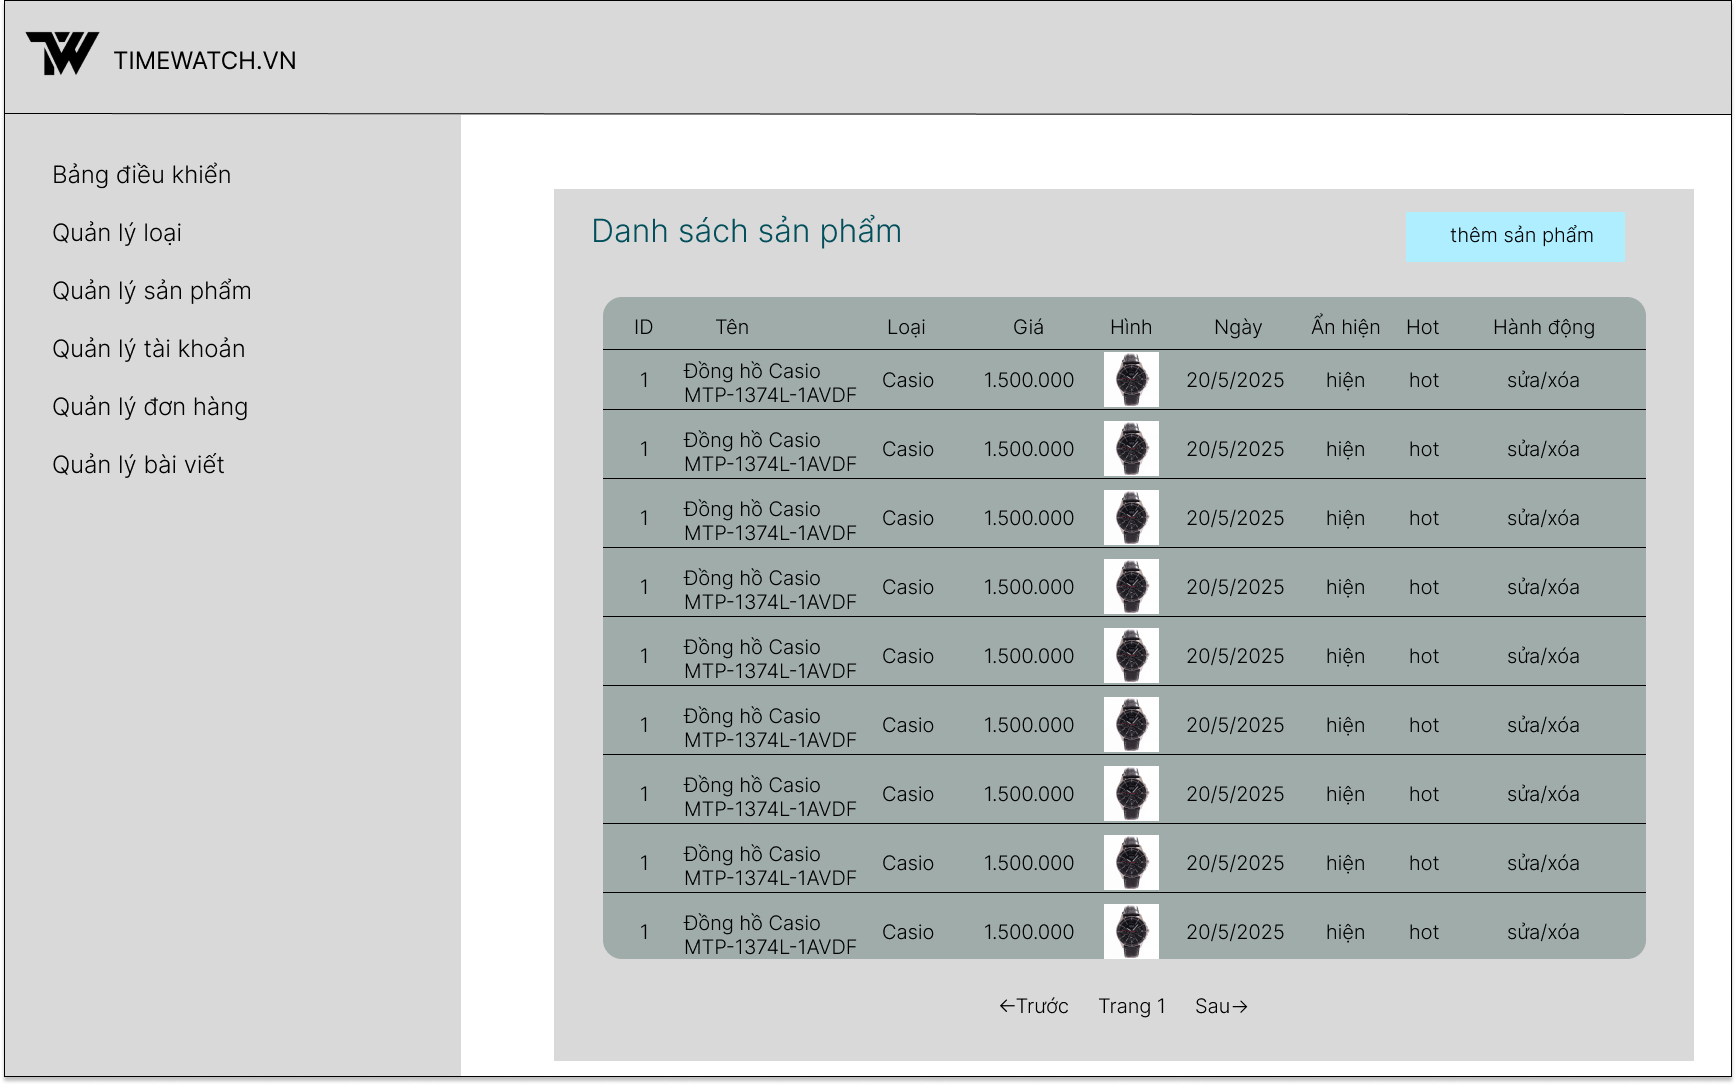 TW TIMEWATCH.VN
Bảng điều khiển
Quản lý loại
Quản lý sản phẩm
Quản lý tài khoản
Quản lý đơn hàng
Quản lý bài viết
Danh sách sản phẩm
thêm sản phẩm
ID Tên Loại Giá Hình Ngày Ẩn hiện Hot Hành động
1 Đồng hồ Casio MTP-1374L-1AVDF Casio 1.500.000 20/5/2025 hiện hot sửa/xóa
1 Đồng hồ Casio MTP-1374L-1AVDF Casio 1.500.000 20/5/2025 hiện hot sửa/xóa
1 Đồng hồ Casio MTP-1374L-1AVDF Casio 1.500.000 20/5/2025 hiện hot sửa/xóa
1 Đồng hồ Casio MTP-1374L-1AVDF Casio 1.500.000 20/5/2025 hiện hot sửa/xóa
1 Đồng hồ Casio MTP-1374L-1AVDF Casio 1.500.000 20/5/2025 hiện hot sửa/xóa
1 Đồng hồ Casio MTP-1374L-1AVDF Casio 1.500.000 20/5/2025 hiện hot sửa/xóa
1 Đồng hồ Casio MTP-1374L-1AVDF Casio 1.500.000 20/5/2025 hiện hot sửa/xóa
1 Đồng hồ Casio MTP-1374L-1AVDF Casio 1.500.000 20/5/2025 hiện hot sửa/xóa
1 Đồng hồ Casio MTP-1374L-1AVDF Casio 1.500.000 20/5/2025 hiện hot sửa/xóa
←Trước Trang 1 Sau→